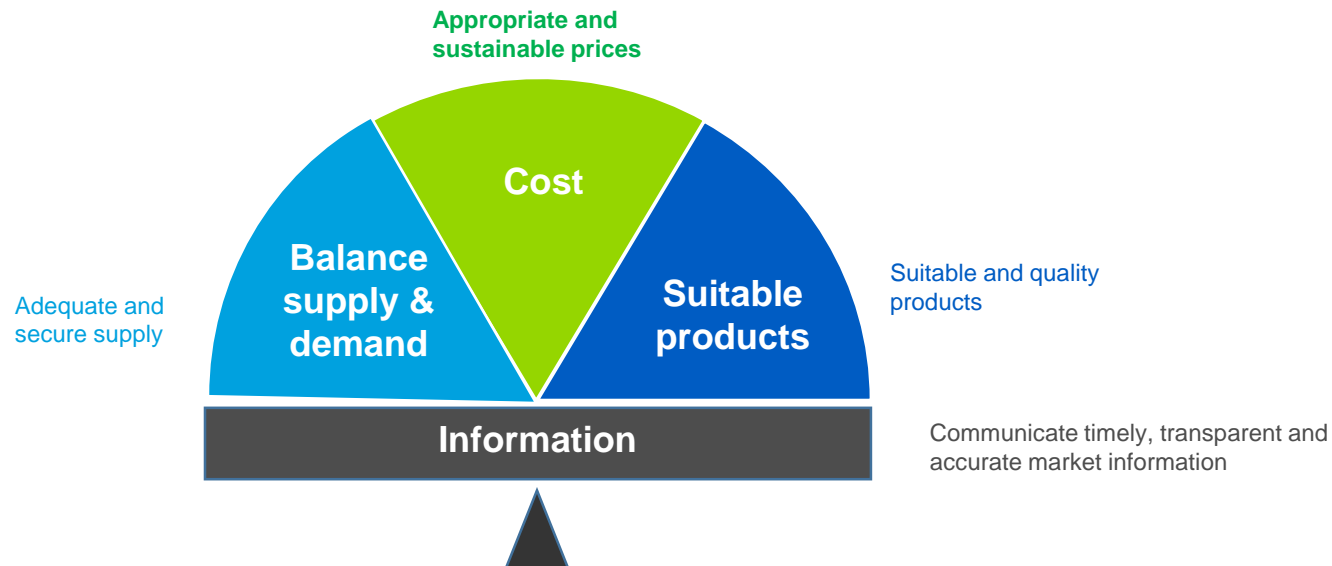 Appropriate and
sustainable prices
Cost
Balance
supply &
demand
Suitable
products
Adequate and
secure supply
Suitable and quality
products
Information
Communicate timely, transparent and
accurate market information